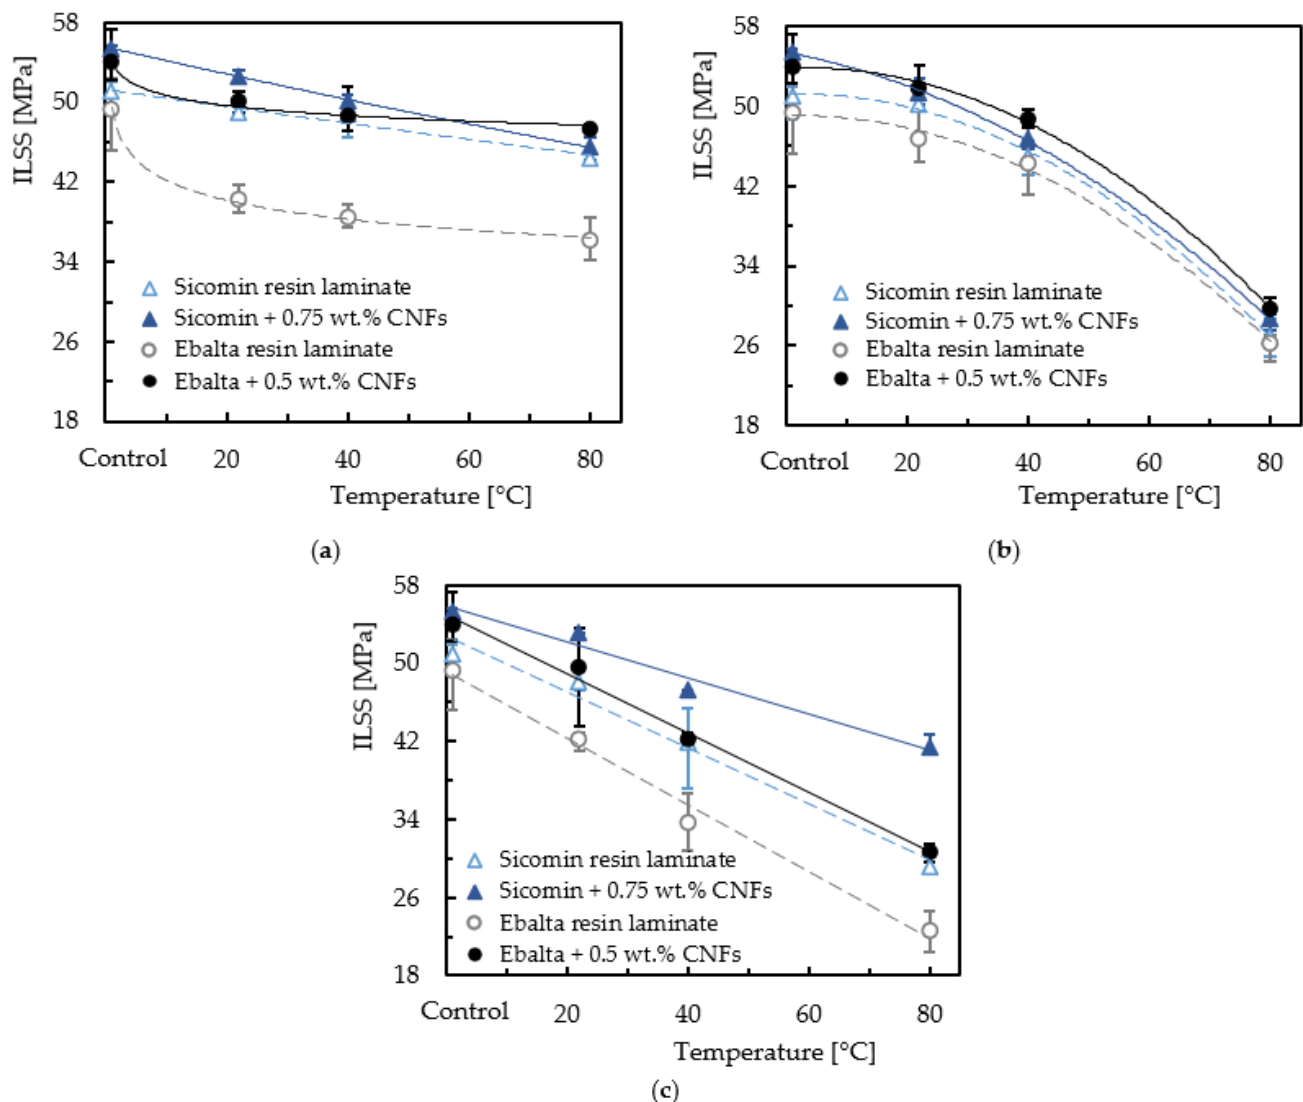 58
50
42
34
26
18
ILSS [MPa]
Sicomin resin laminate
Sicomin + 0.75 wt.% CNFs
Ebalta resin laminate
Ebalta + 0.5 wt.% CNFs
Control 20 40 60 80
Temperature [°C]
(a)
58
50
42
34
26
18
ILSS [MPa]
Sicomin resin laminate
Sicomin + 0.75 wt.% CNFs
Ebalta resin laminate
Ebalta + 0.5 wt.% CNFs
Control 20 40 60 80
Temperature [°C]
(b)
58
50
42
34
26
18
ILSS [MPa]
Sicomin resin laminate
Sicomin + 0.75 wt.% CNFs
Ebalta resin laminate
Ebalta + 0.5 wt.% CNFs
Control 20 40 60 80
Temperature [°C]
(c)